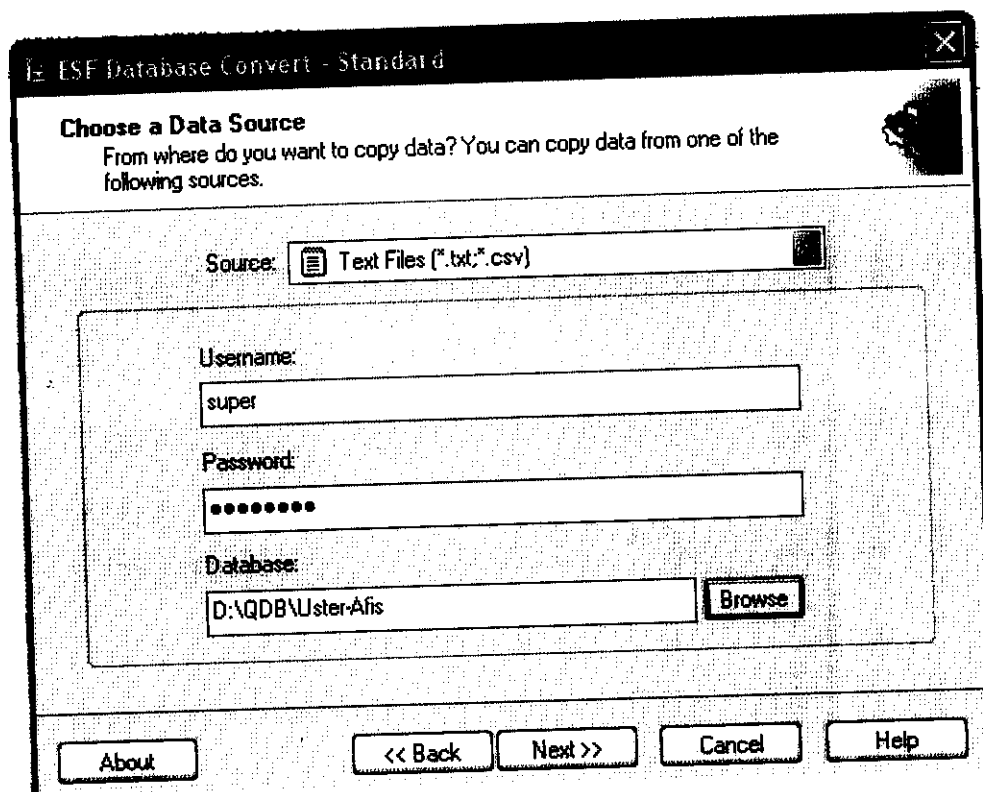 ESF Database Convert - Standard
Choose a Data Source
From where do you want to copy data? You can copy data from one of the
following sources.
Source: Text Files (*.txt;*.csv)
Username:
super
Password:
••••••••
Database:
D:\QDB\Uster-Afis Browse
About << Back Next >> Cancel Help